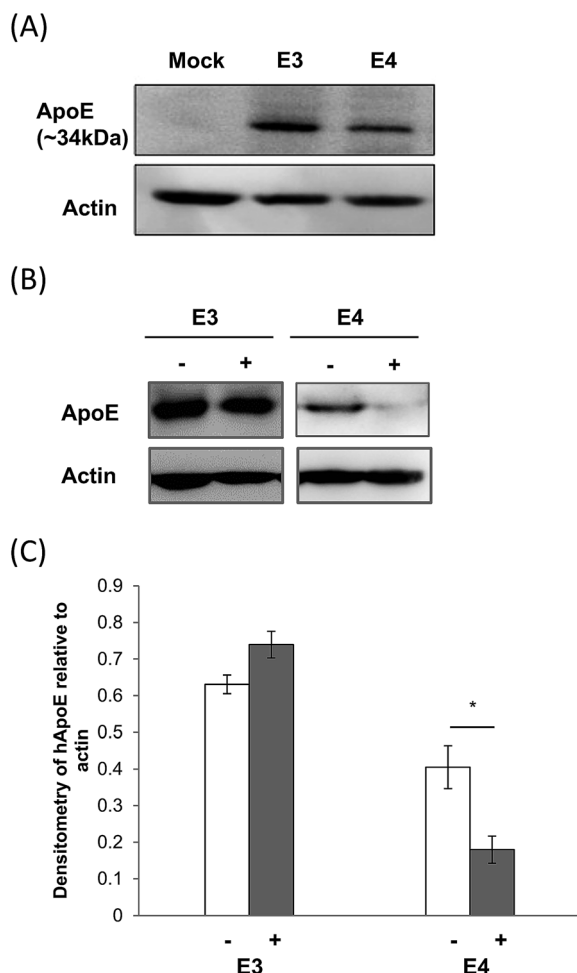 (A)
Mock E3 E4
ApoE
(~34kDa)
Actin
(B)
E3 E4
- + - +
ApoE
Actin
(C)
Densitometry of hApoE relative to
actin
0.9
0.8
0.7
0.6
0.5
0.4
0.3
0.2
0.1
0
*
- + - +
E3 E4